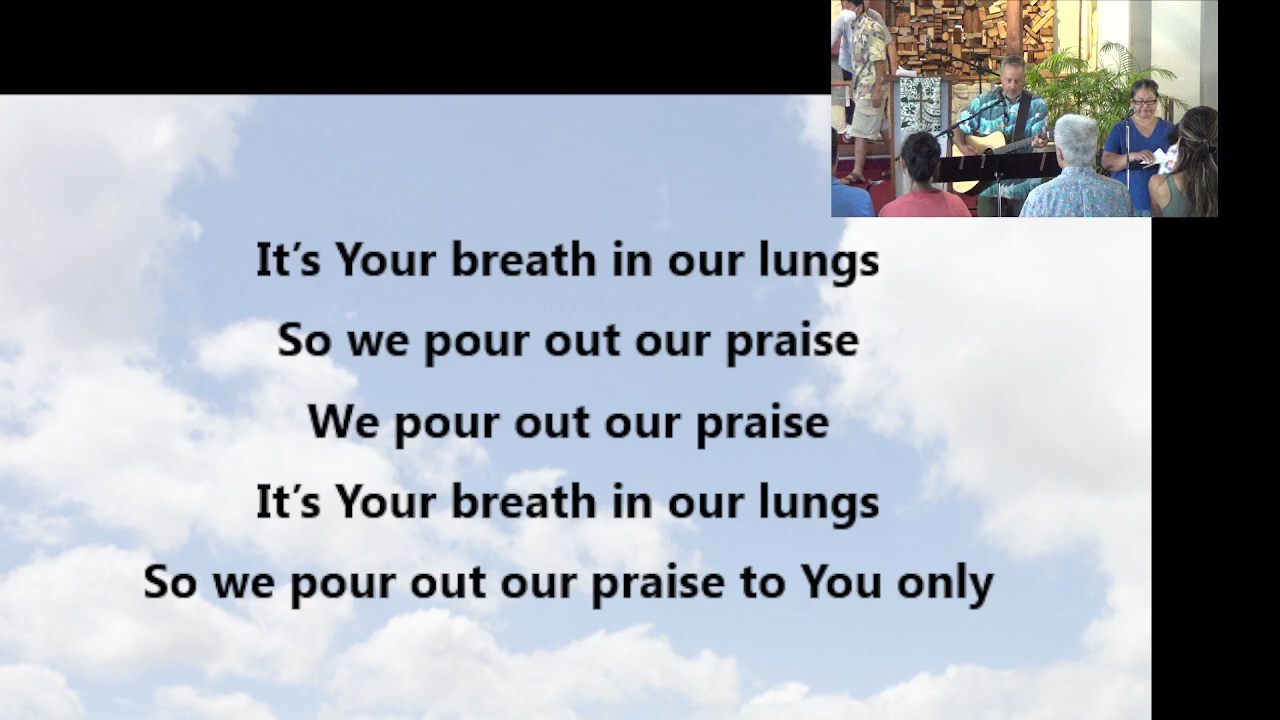 It’s Your breath in our lungs
So we pour out our praise
We pour out our praise
It’s Your breath in our lungs
So we pour out our praise to You only